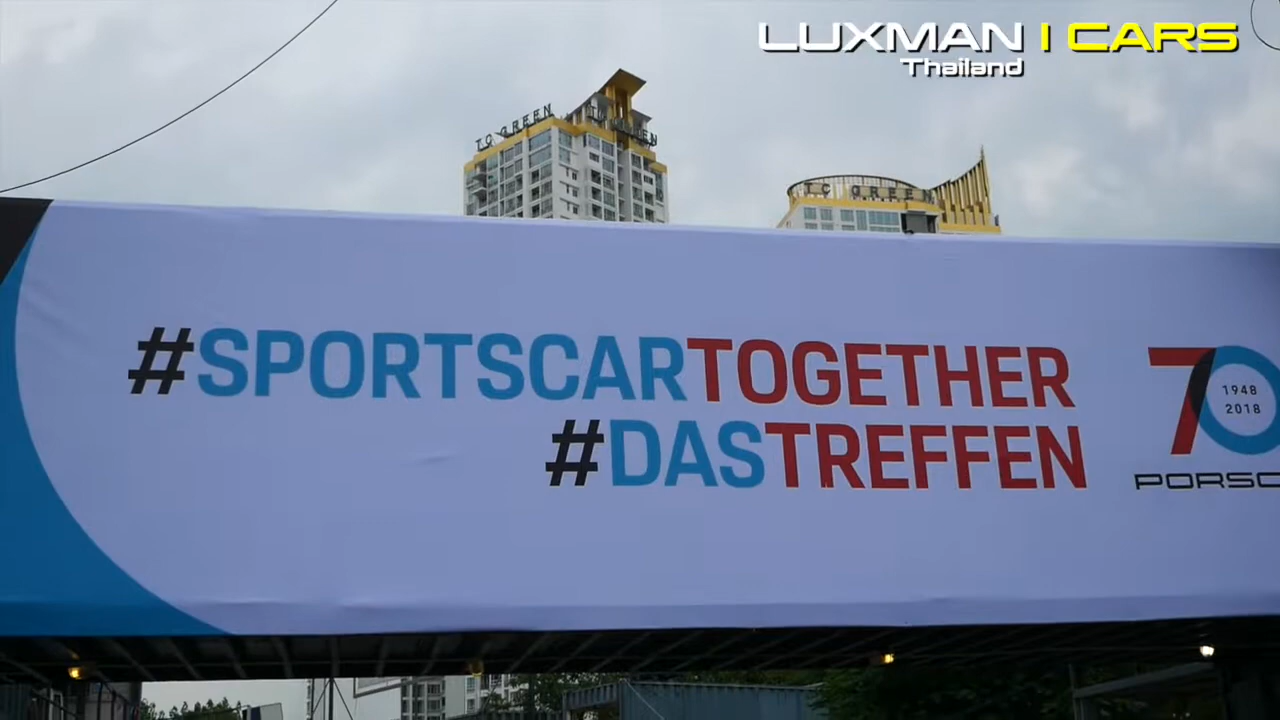 LUXMAN | CARS
Thailand
TC GREEN
TC GREEN
#SPORTSCARTOGETHER
#DASTREFFEN
70
1948
2018
PORSC